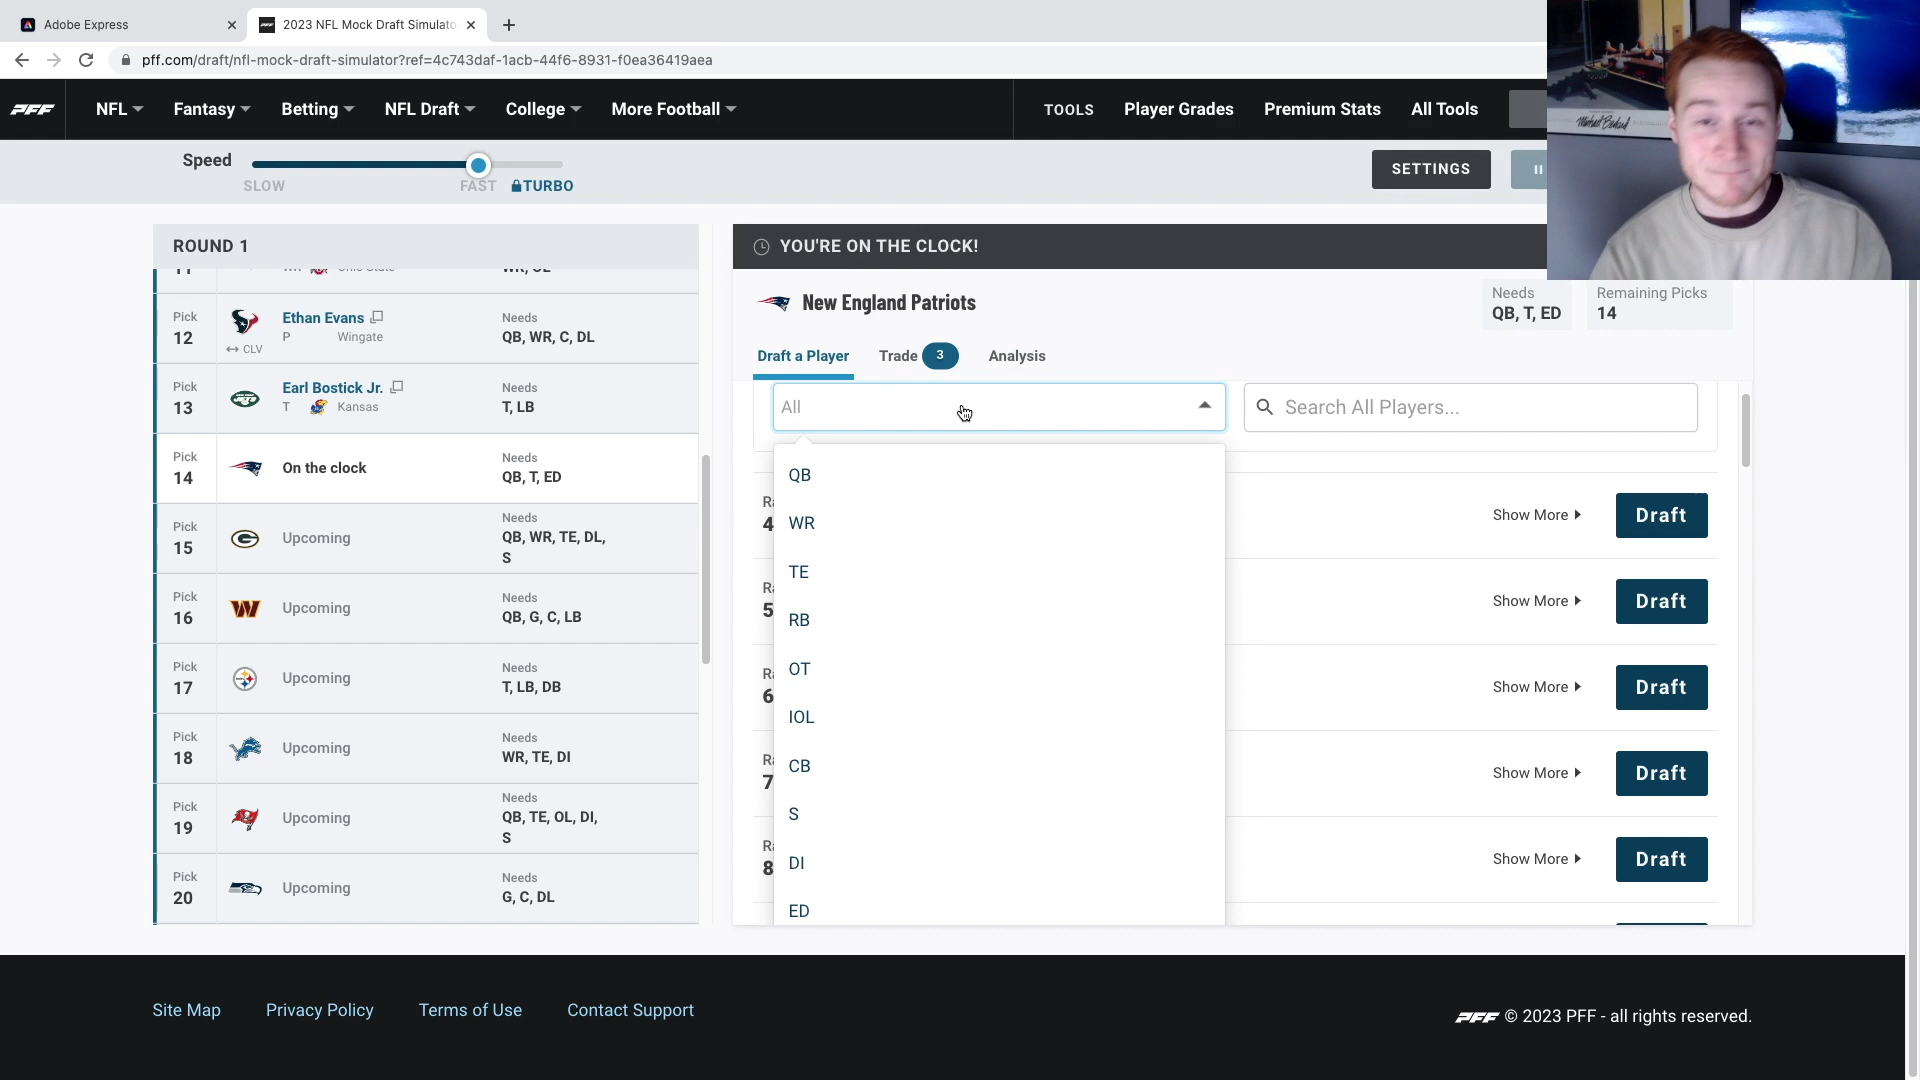 Adobe Express
2023 NFL Mock Draft Simulato
pff.com/draft/nfl-mock-draft-simulator?ref=4c743daf-1acb-44f6-8931-f0ea36419aea
PFF
NFL
Fantasy
Betting
NFL Draft
College
More Football
TOOLS
Player Grades
Premium Stats
All Tools
Speed
SLOW
FAST
TURBO
SETTINGS
ROUND 1
Pick
12
CLV
Ethan Evans
P Wingate
Needs
QB, WR, C, DL
Pick
13
Earl Bostick Jr.
T Kansas
Needs
T, LB
Pick
14
On the clock
Needs
QB, T, ED
Pick
15
Upcoming
Needs
QB, WR, TE, DL,
S
Pick
16
Upcoming
Needs
QB, G, C, LB
Pick
17
Upcoming
Needs
T, LB, DB
Pick
18
Upcoming
Needs
WR, TE, DI
Pick
19
Upcoming
Needs
QB, TE, OL, DI,
S
Pick
20
Upcoming
Needs
G, C, DL
YOU'RE ON THE CLOCK!
New England Patriots
Needs
QB, T, ED
Remaining Picks
14
Draft a Player
Trade 3
Analysis
All
Search All Players...
QB
WR
TE
RB
OT
IOL
CB
S
DI
ED
4
Show More
Draft
5
Show More
Draft
6
Show More
Draft
7
Show More
Draft
8
Show More
Draft
Site Map
Privacy Policy
Terms of Use
Contact Support
PFF © 2023 PFF - all rights reserved.